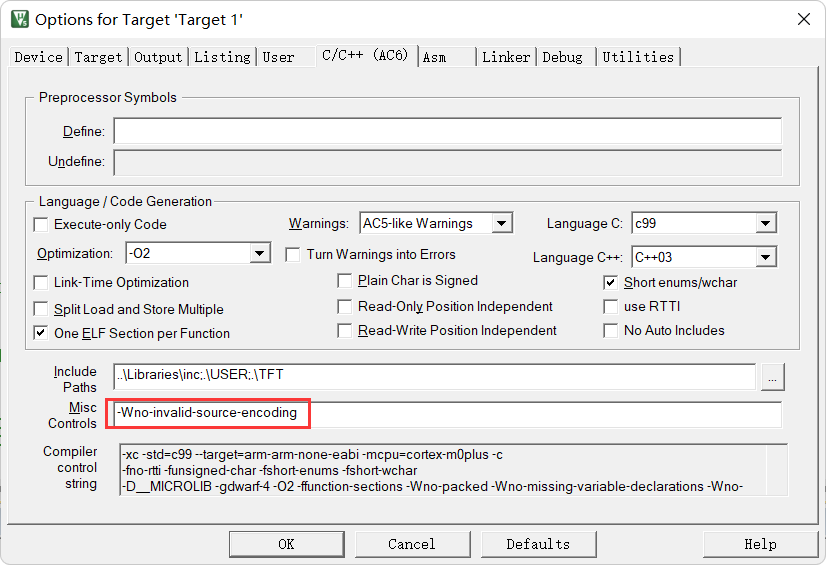 Options for Target 'Target 1'
Device Target Output Listing User C/C++ (AC6) Asm Linker Debug Utilities
Preprocessor Symbols
Define:
Undefine:
Language / Code Generation
Execute-only Code
Warnings: AC5-like Warnings
Language C: c99
Optimization: -O2
Turn Warnings into Errors
Language C++: C++03
Link-Time Optimization
Plain Char is Signed
Short enums/wchar
Split Load and Store Multiple
Read-Only Position Independent
use RTTI
One ELF Section per Function
Read-Write Position Independent
No Auto Includes
Include
Paths
..\Libraries\inc;.\USER;.\TFT
...
Misc
Controls
-Wno-invalid-source-encoding
Compiler
control
string
-xc -std=c99 --target=arm-arm-none-eabi -mcpu=cortex-m0plus -c
-fno-rtti -funsigned-char -fshort-enums -fshort-wchar
-D__MICROLIB -gdwarf-4 -O2 -ffunction-sections -Wno-packed -Wno-missing-variable-declarations -Wno-
OK Cancel Defaults Help